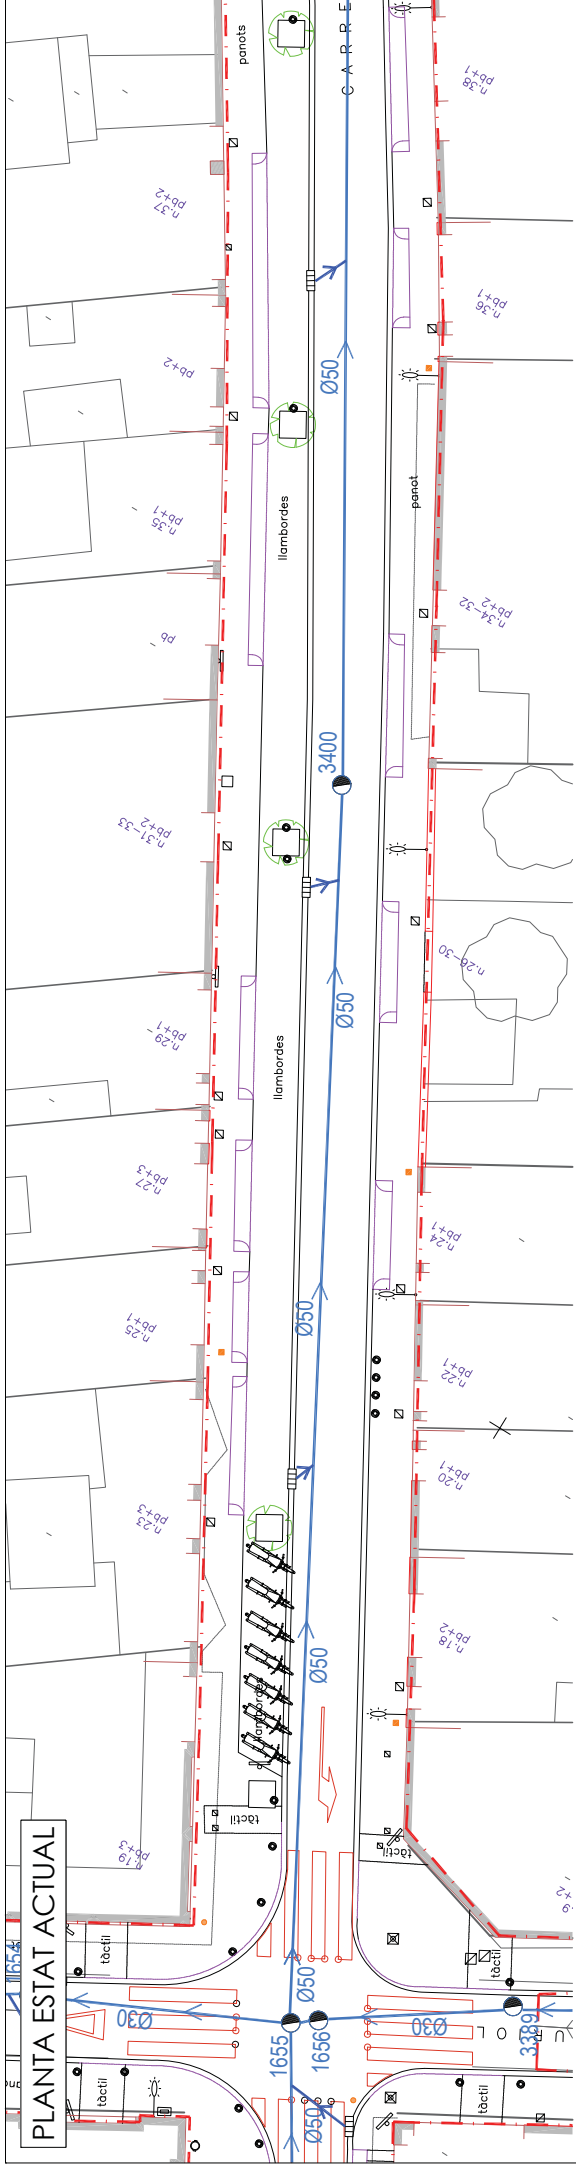 panots
CARRE
n.38
pb+1
n.37
pb+2
n.36
pb+1
pb+2
Ø50
panot
llambordes
n.35
pb+1
n.34-32
pb+2
pb
3400
n.31-33
pb+2
n.26-30
Ø50
n.29
pb+1
llambordes
n.27
pb+3
n.24
pb+1
Ø50
n.25
pb+1
n.22
pb+1
n.20
pb+1
n.23
pb+3
n.18
pb+2
Ø50
llambordes
tàctil
tàctil
n.19
pb+3
PLANTA ESTAT ACTUAL
1654
tàctil
tàctil
Ø50
Ø30
Ø30
1655
1656
3389
tàctil
tàctil
Ø50